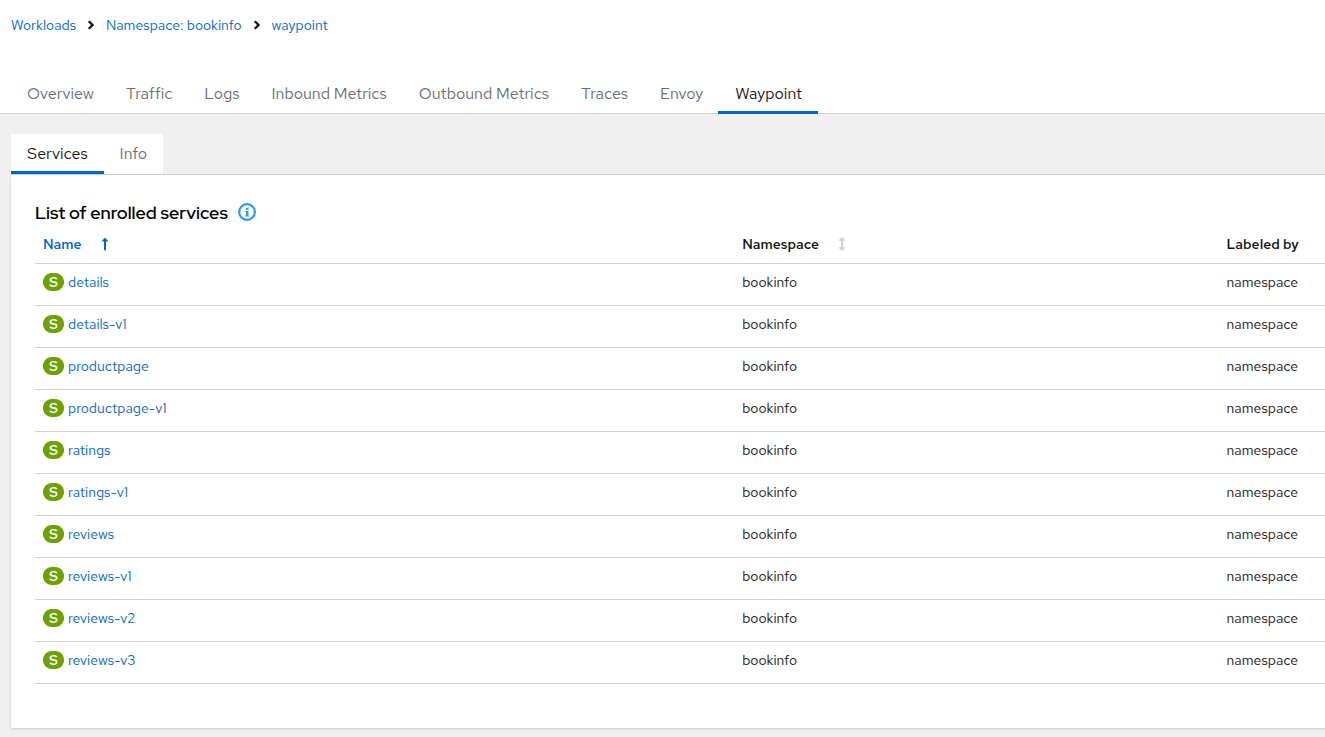 Workloads > Namespace: bookinfo > waypoint
Overview Traffic Logs Inbound Metrics Outbound Metrics Traces Envoy Waypoint
Services Info
List of enrolled services
Name Namespace Labeled by
S details bookinfo namespace
S details-v1 bookinfo namespace
S productpage bookinfo namespace
S productpage-v1 bookinfo namespace
S ratings bookinfo namespace
S ratings-v1 bookinfo namespace
S reviews bookinfo namespace
S reviews-v1 bookinfo namespace
S reviews-v2 bookinfo namespace
S reviews-v3 bookinfo namespace